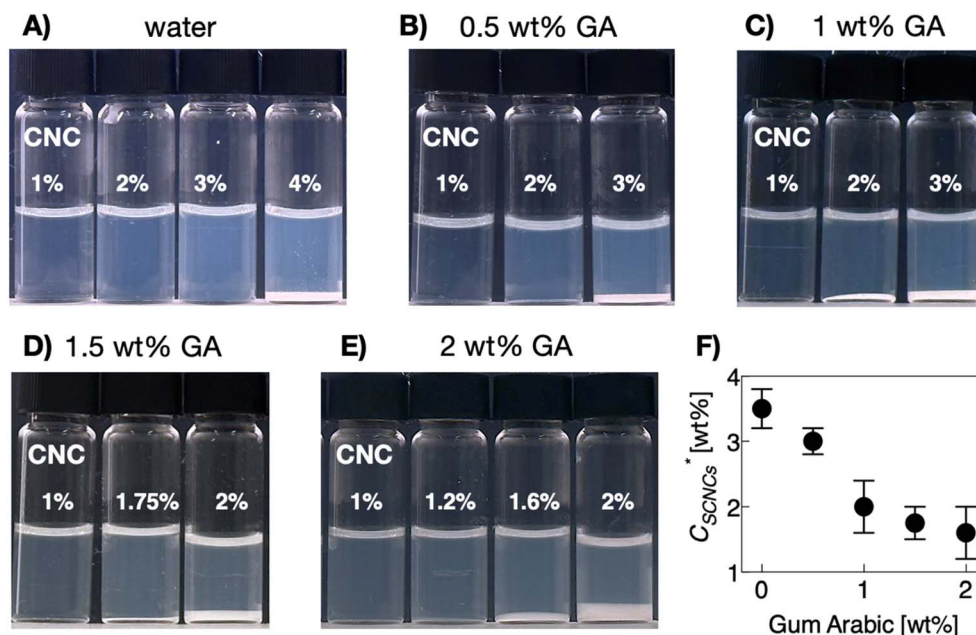 A) water
CNC
1% 2% 3% 4%
B) 0.5 wt% GA
CNC
1% 2% 3%
C) 1 wt% GA
CNC
1% 2% 3%
D) 1.5 wt% GA
CNC
1% 1.75% 2%
E) 2 wt% GA
CNC
1% 1.2% 1.6% 2%
F)
C_SCNCs* [wt%]
4
3
2
1
0 1 2
Gum Arabic [wt%]